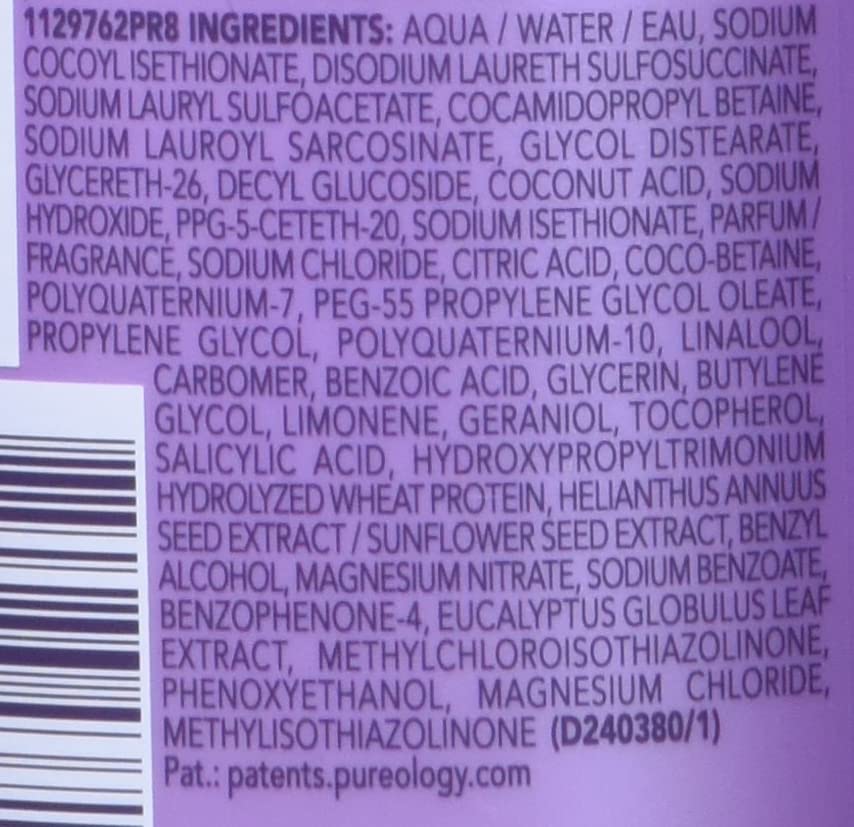 1129762PR8 INGREDIENTS: AQUA / WATER / EAU, SODIUM
COCOYL ISETHIONATE, DISODIUM LAURETH SULFOSUCCINATE,
SODIUM LAURYL SULFOACETATE, COCAMIDOPROPYL BETAINE,
SODIUM LAUROYL SARCOSINATE, GLYCOL DISTEARATE,
GLYCERETH-26, DECYL GLUCOSIDE, COCONUT ACID, SODIUM
HYDROXIDE, PPG-5-CETETH-20, SODIUM ISETHIONATE, PARFUM /
FRAGRANCE, SODIUM CHLORIDE, CITRIC ACID, COCO-BETAINE,
POLYQUATERNIUM-7, PEG-55 PROPYLENE GLYCOL OLEATE,
PROPYLENE GLYCOL, POLYQUATERNIUM-10, LINALOOL,
CARBOMER, BENZOIC ACID, GLYCERIN, BUTYLENE
GLYCOL, LIMONENE, GERANIOL, TOCOPHEROL,
SALICYLIC ACID, HYDROXYPROPYLTRIMONIUM
HYDROLYZED WHEAT PROTEIN, HELIANTHUS ANNUUS
SEED EXTRACT / SUNFLOWER SEED EXTRACT, BENZYL
ALCOHOL, MAGNESIUM NITRATE, SODIUM BENZOATE,
BENZOPHENONE-4, EUCALYPTUS GLOBULUS LEAF
EXTRACT, METHYLCHLOROISOTHIAZOLINONE,
PHENOXYETHANOL, MAGNESIUM CHLORIDE,
METHYLISOTHIAZOLINONE (D240380/1)
Pat.: patents.pureology.com